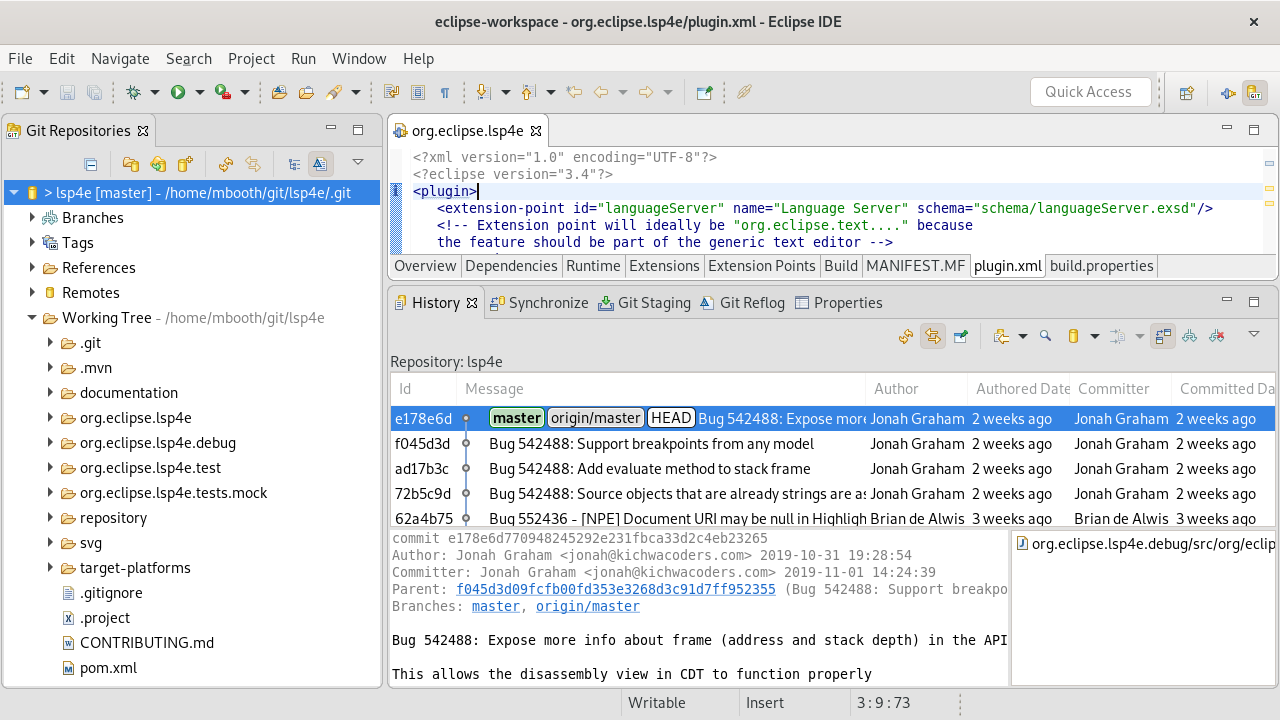 eclipse-workspace - org.eclipse.lsp4e/plugin.xml - Eclipse IDE
File Edit Navigate Search Project Run Window Help
Quick Access
Git Repositories
> lsp4e [master] - /home/mbooth/git/lsp4e/.git
Branches
Tags
References
Remotes
Working Tree - /home/mbooth/git/lsp4e
.git
.mvn
documentation
org.eclipse.lsp4e
org.eclipse.lsp4e.debug
org.eclipse.lsp4e.test
org.eclipse.lsp4e.tests.mock
repository
svg
target-platforms
.gitignore
.project
CONTRIBUTING.md
pom.xml
org.eclipse.lsp4e
<?xml version="1.0" encoding="UTF-8"?>
<?eclipse version="3.4"?>
<plugin>
<extension-point id="languageServer" name="Language Server" schema="schema/languageServer.exsd"/>
<!-- Extension point will ideally be "org.eclipse.text...." because
the feature should be part of the generic text editor -->
Overview Dependencies Runtime Extensions Extension Points Build MANIFEST.MF plugin.xml build.properties
History Synchronize Git Staging Git Reflog Properties
Repository: lsp4e
Id Message Author Authored Date Committer Committed Da
e178e6d master origin/master HEAD Bug 542488: Expose more Jonah Graham 2 weeks ago Jonah Graham 2 weeks ago
f045d3d Bug 542488: Support breakpoints from any model Jonah Graham 2 weeks ago Jonah Graham 2 weeks ago
ad17b3c Bug 542488: Add evaluate method to stack frame Jonah Graham 2 weeks ago Jonah Graham 2 weeks ago
72b5c9d Bug 542488: Source objects that are already strings are as Jonah Graham 2 weeks ago Jonah Graham 2 weeks ago
62a4b75 Bug 552436 - [NPE] Document URI may be null in Highligh Brian de Alwis 3 weeks ago Brian de Alwis 3 weeks ago
commit e178e6d770948245292e231fbca33d2c4eb23265
Author: Jonah Graham <jonah@kichwacoders.com> 2019-10-31 19:28:54
Committer: Jonah Graham <jonah@kichwacoders.com> 2019-11-01 14:24:39
Parent: f045d3d09fcfb00fd353e3268d3c91d7ff952355 (Bug 542488: Support breakpo
Branches: master, origin/master
Bug 542488: Expose more info about frame (address and stack depth) in the API
This allows the disassembly view in CDT to function properly
org.eclipse.lsp4e.debug/src/org/eclip
Writable Insert 3 : 9 : 73